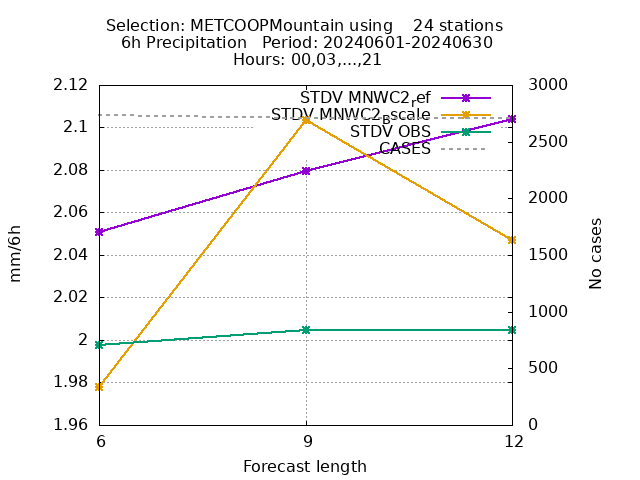 Selection: METCOOPMountain using    24 stations
6h Precipitation   Period: 20240601-20240630
Hours: 00,03,...,21
2.12
2.1
2.08
2.06
2.04
2.02
2
1.98
1.96
3000
2500
2000
1500
1000
500
0
STDV MNWC2ref
STDV MNWC2Bscale
STDV OBS
CASES
mm/6h
No cases
6
9
12
Forecast length